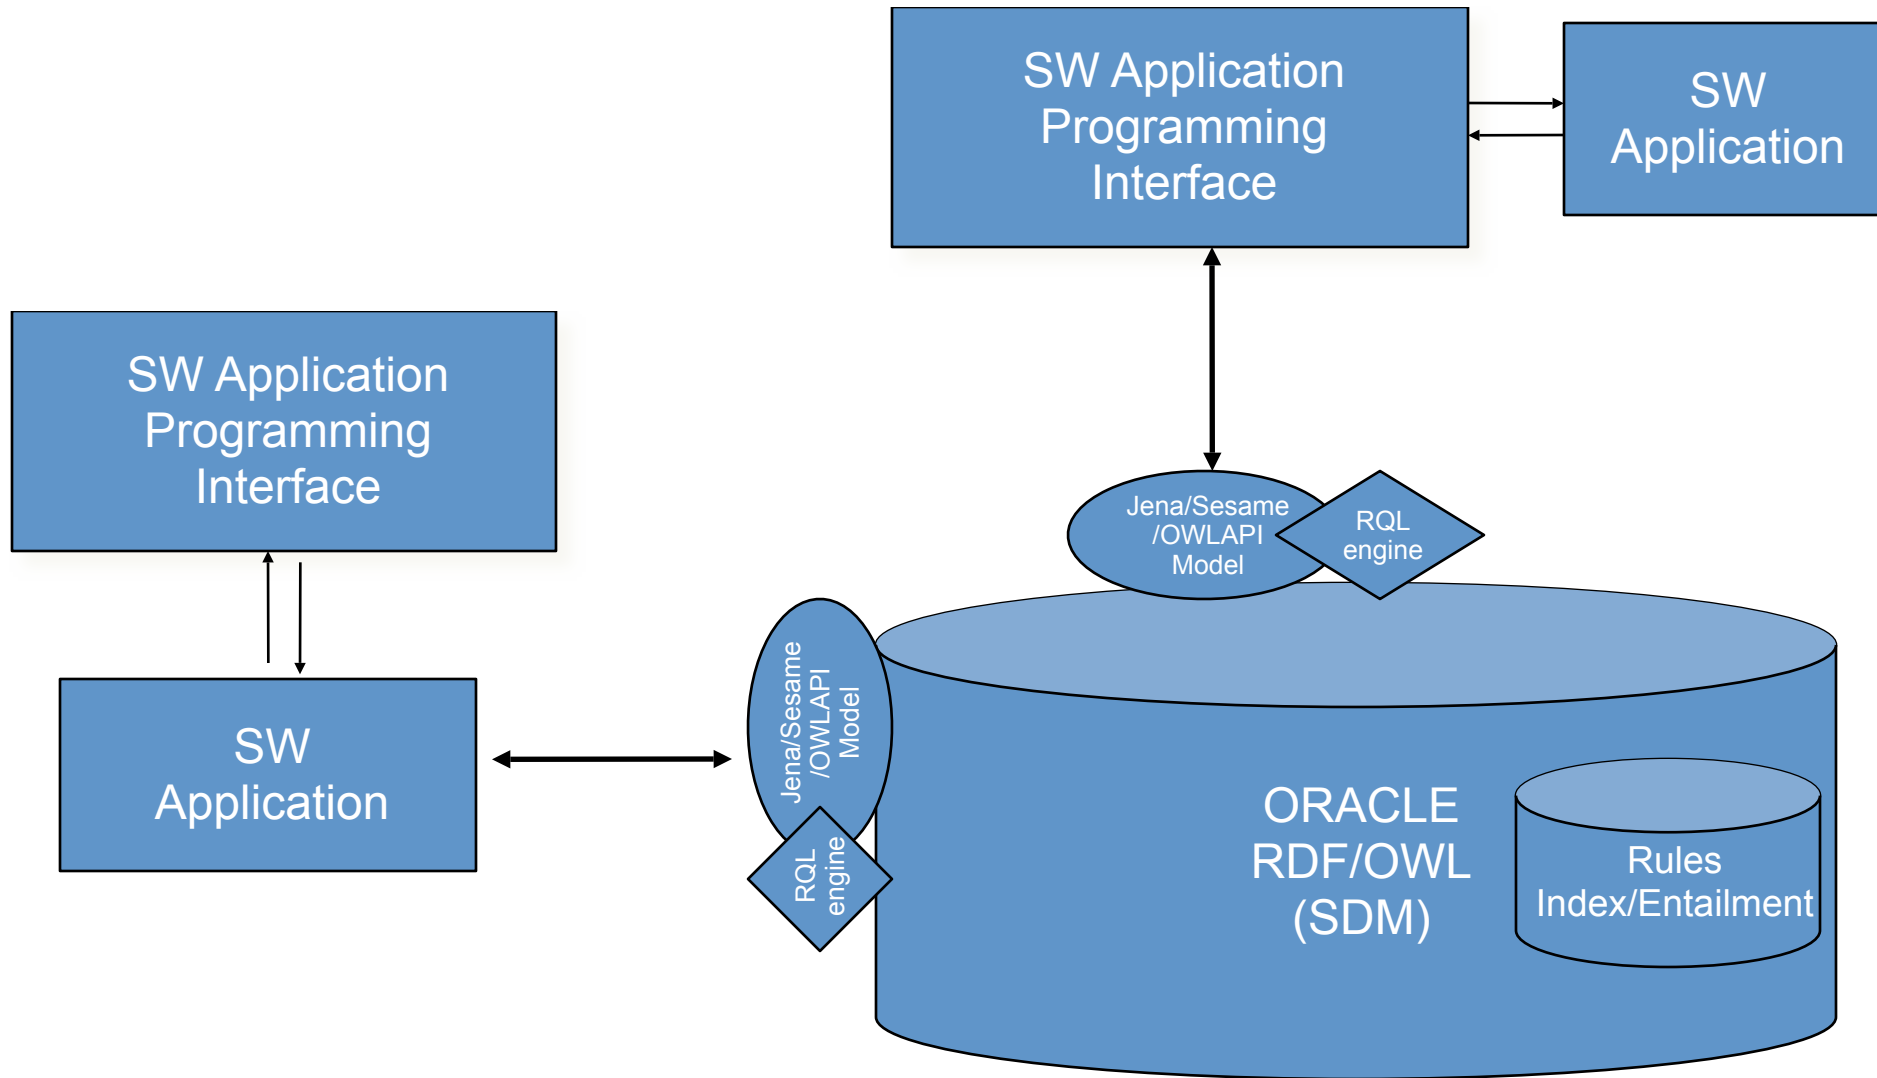 SW Application
Programming
Interface
SW
Application
SW Application
Programming
Interface
Jena/Sesame
/OWLAPI
Model
RQL
engine
Jena/Sesame
/OWLAPI
Model
SW
Application
RQL
engine
ORACLE
RDF/OWL
(SDM)
Rules
Index/Entailment